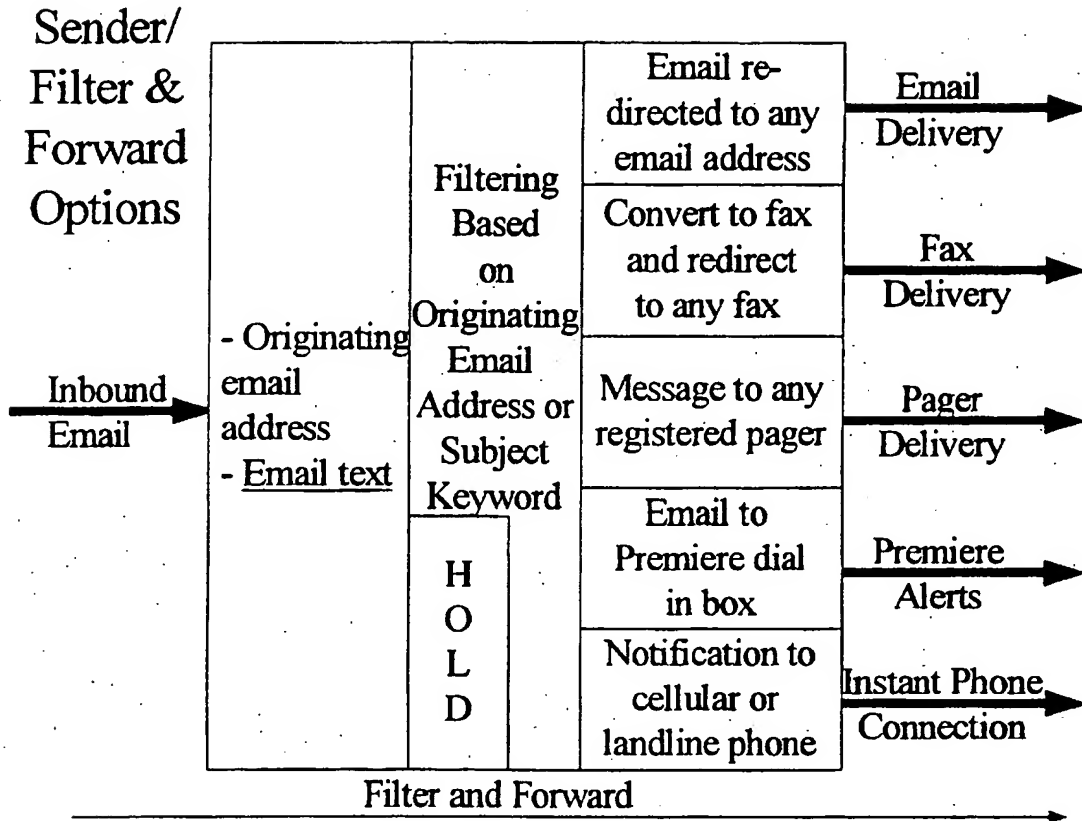 Sender/
Filter &
Forward
Options
Inbound
Email
- Originating
email
address
- Email text
Filtering
Based
on
Originating
Email
Address or
Subject
Keyword
H
O
L
D
Email re-
directed to any
email address
Convert to fax
and redirect
to any fax
Message to any
registered pager
Email to
Premiere dial
in box
Notification to
cellular or
landline phone
Email
Delivery
Fax
Delivery
Pager
Delivery
Premiere
Alerts
Instant Phone
Connection
Filter and Forward